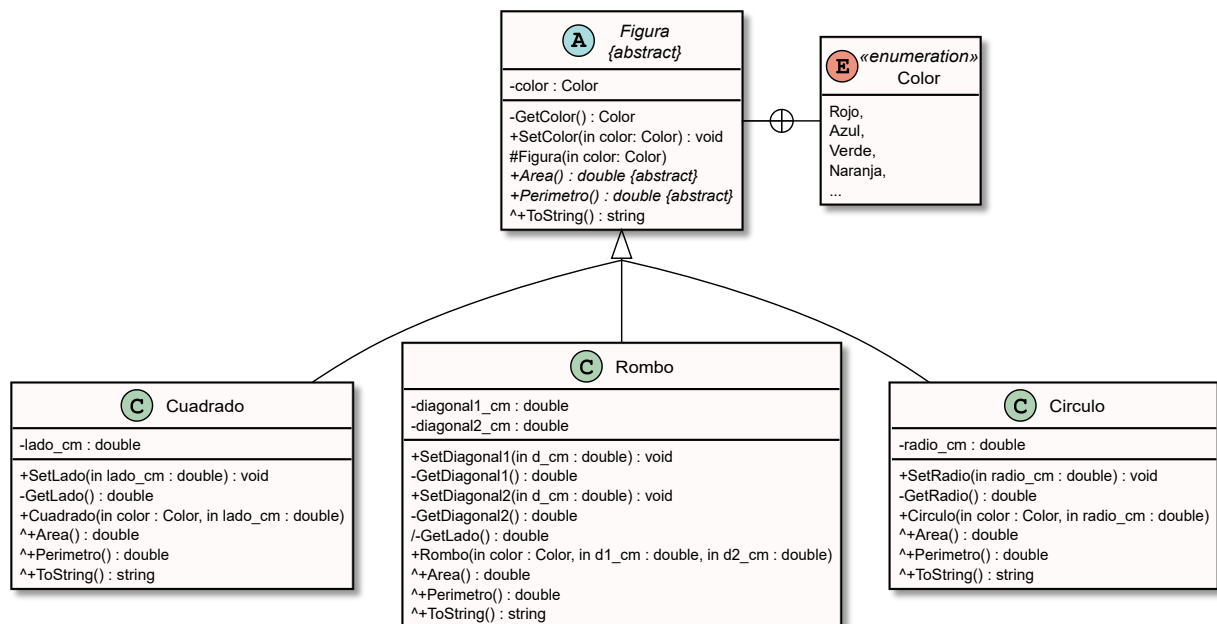 A
Figura
{abstract}
-color : Color
-GetColor() : Color
+SetColor(in color: Color) : void
#Figura(in color: Color)
+Area() : double {abstract}
+Perimetro() : double {abstract}
^+ToString() : string
E
«enumeration»
Color
Rojo,
Azul,
Verde,
Naranja,
...
C Cuadrado
-lado_cm : double
+SetLado(in lado_cm : double) : void
-GetLado() : double
+Cuadrado(in color : Color, in lado_cm : double)
^+Area() : double
^+Perimetro() : double
^+ToString() : string
C Rombo
-diagonal1_cm : double
-diagonal2_cm : double
+SetDiagonal1(in d_cm : double) : void
-GetDiagonal1() : double
+SetDiagonal2(in d_cm : double) : void
-GetDiagonal2() : double
/-GetLado() : double
+Rombo(in color : Color, in d1_cm : double, in d2_cm : double)
^+Area() : double
^+Perimetro() : double
^+ToString() : string
C Circulo
-radio_cm : double
+SetRadio(in radio_cm : double) : void
-GetRadio() : double
+Circulo(in color : Color, in radio_cm : double)
^+Area() : double
^+Perimetro() : double
^+ToString() : string